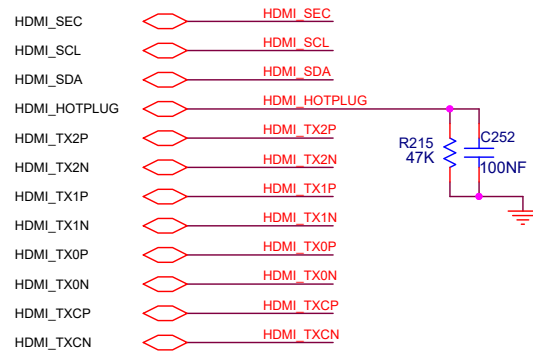 HDMI_SEC HDMI_SEC
HDMI_SCL HDMI_SCL
HDMI_SDA HDMI_SDA
HDMI_HOTPLUG HDMI_HOTPLUG
HDMI_TX2P HDMI_TX2P
R215 C252
HDMI_TX2N HDMI_TX2N
47K 100NF
HDMI_TX1P HDMI_TX1P
HDMI_TX1N HDMI_TX1N
HDMI_TX0P HDMI_TX0P
HDMI_TX0N HDMI_TX0N
HDMI_TXCP HDMI_TXCP
HDMI_TXCN HDMI_TXCN